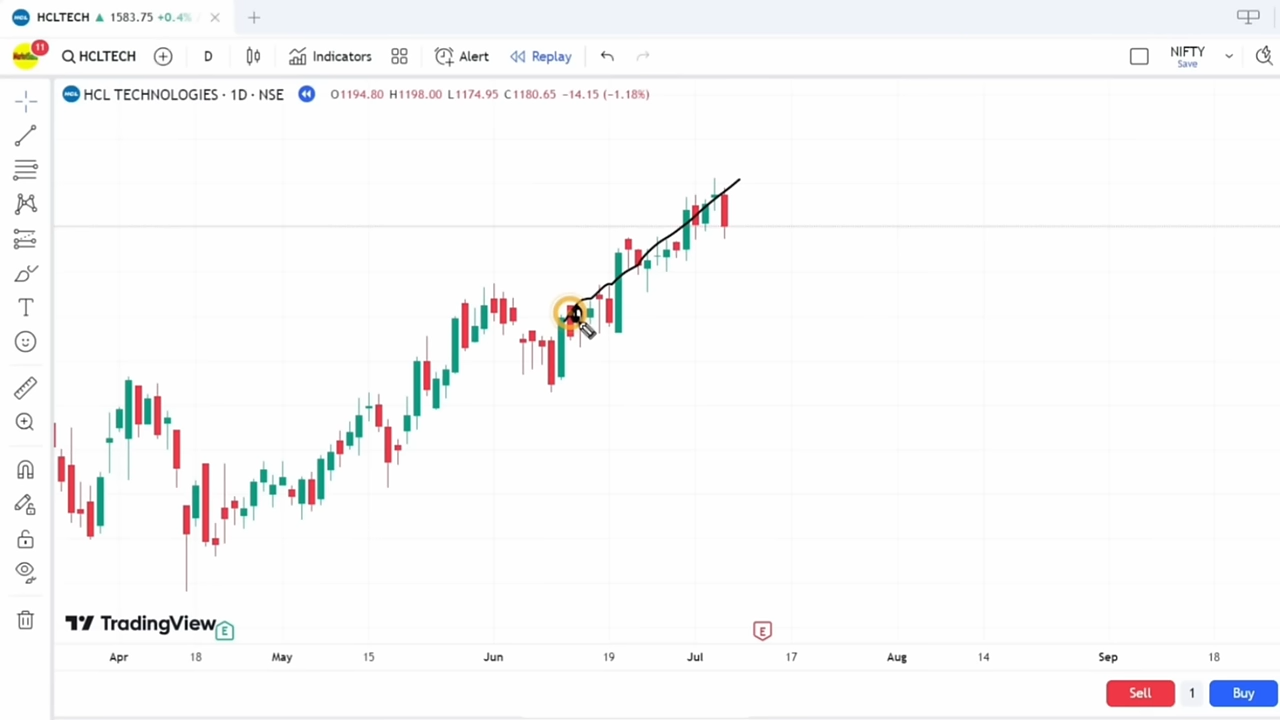 HCLTECH ▲ 1583.75 +0.4%
11 HCLTECH D Indicators Alert Replay NIFTY
Save
HCL TECHNOLOGIES · 1D · NSE O1194.80 H1198.00 L1174.95 C1180.65 −14.15 (−1.18%)
TradingView E E
Apr 18 May 15 Jun 19 Jul 17 Aug 14 Sep 18
Sell 1 Buy